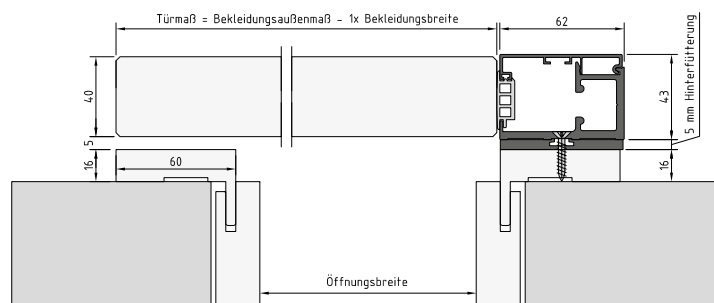 Türmaß = Bekleidungsaußenmaß - 1x Bekleidungsbreite
62
40
43
5 mm Hinterfütterung
5
16
60
16
Öffnungsbreite